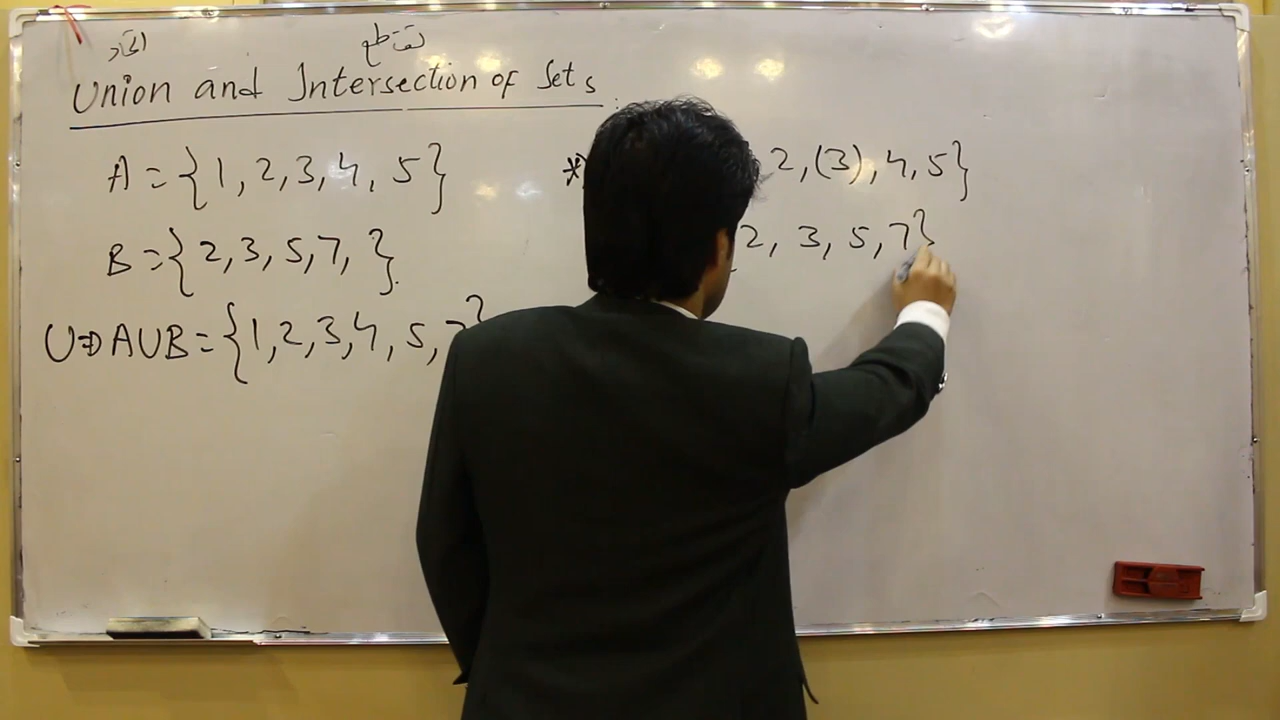 اتحاد تقاطع
Union and Intersection of Sets:
A = {1, 2, 3, 4, 5}
B = {2, 3, 5, 7, }
U⇒ A∪B = {1, 2, 3, 4, 5, 7}
*) 2, (3), 4, 5}
2, 3, 5, 7}